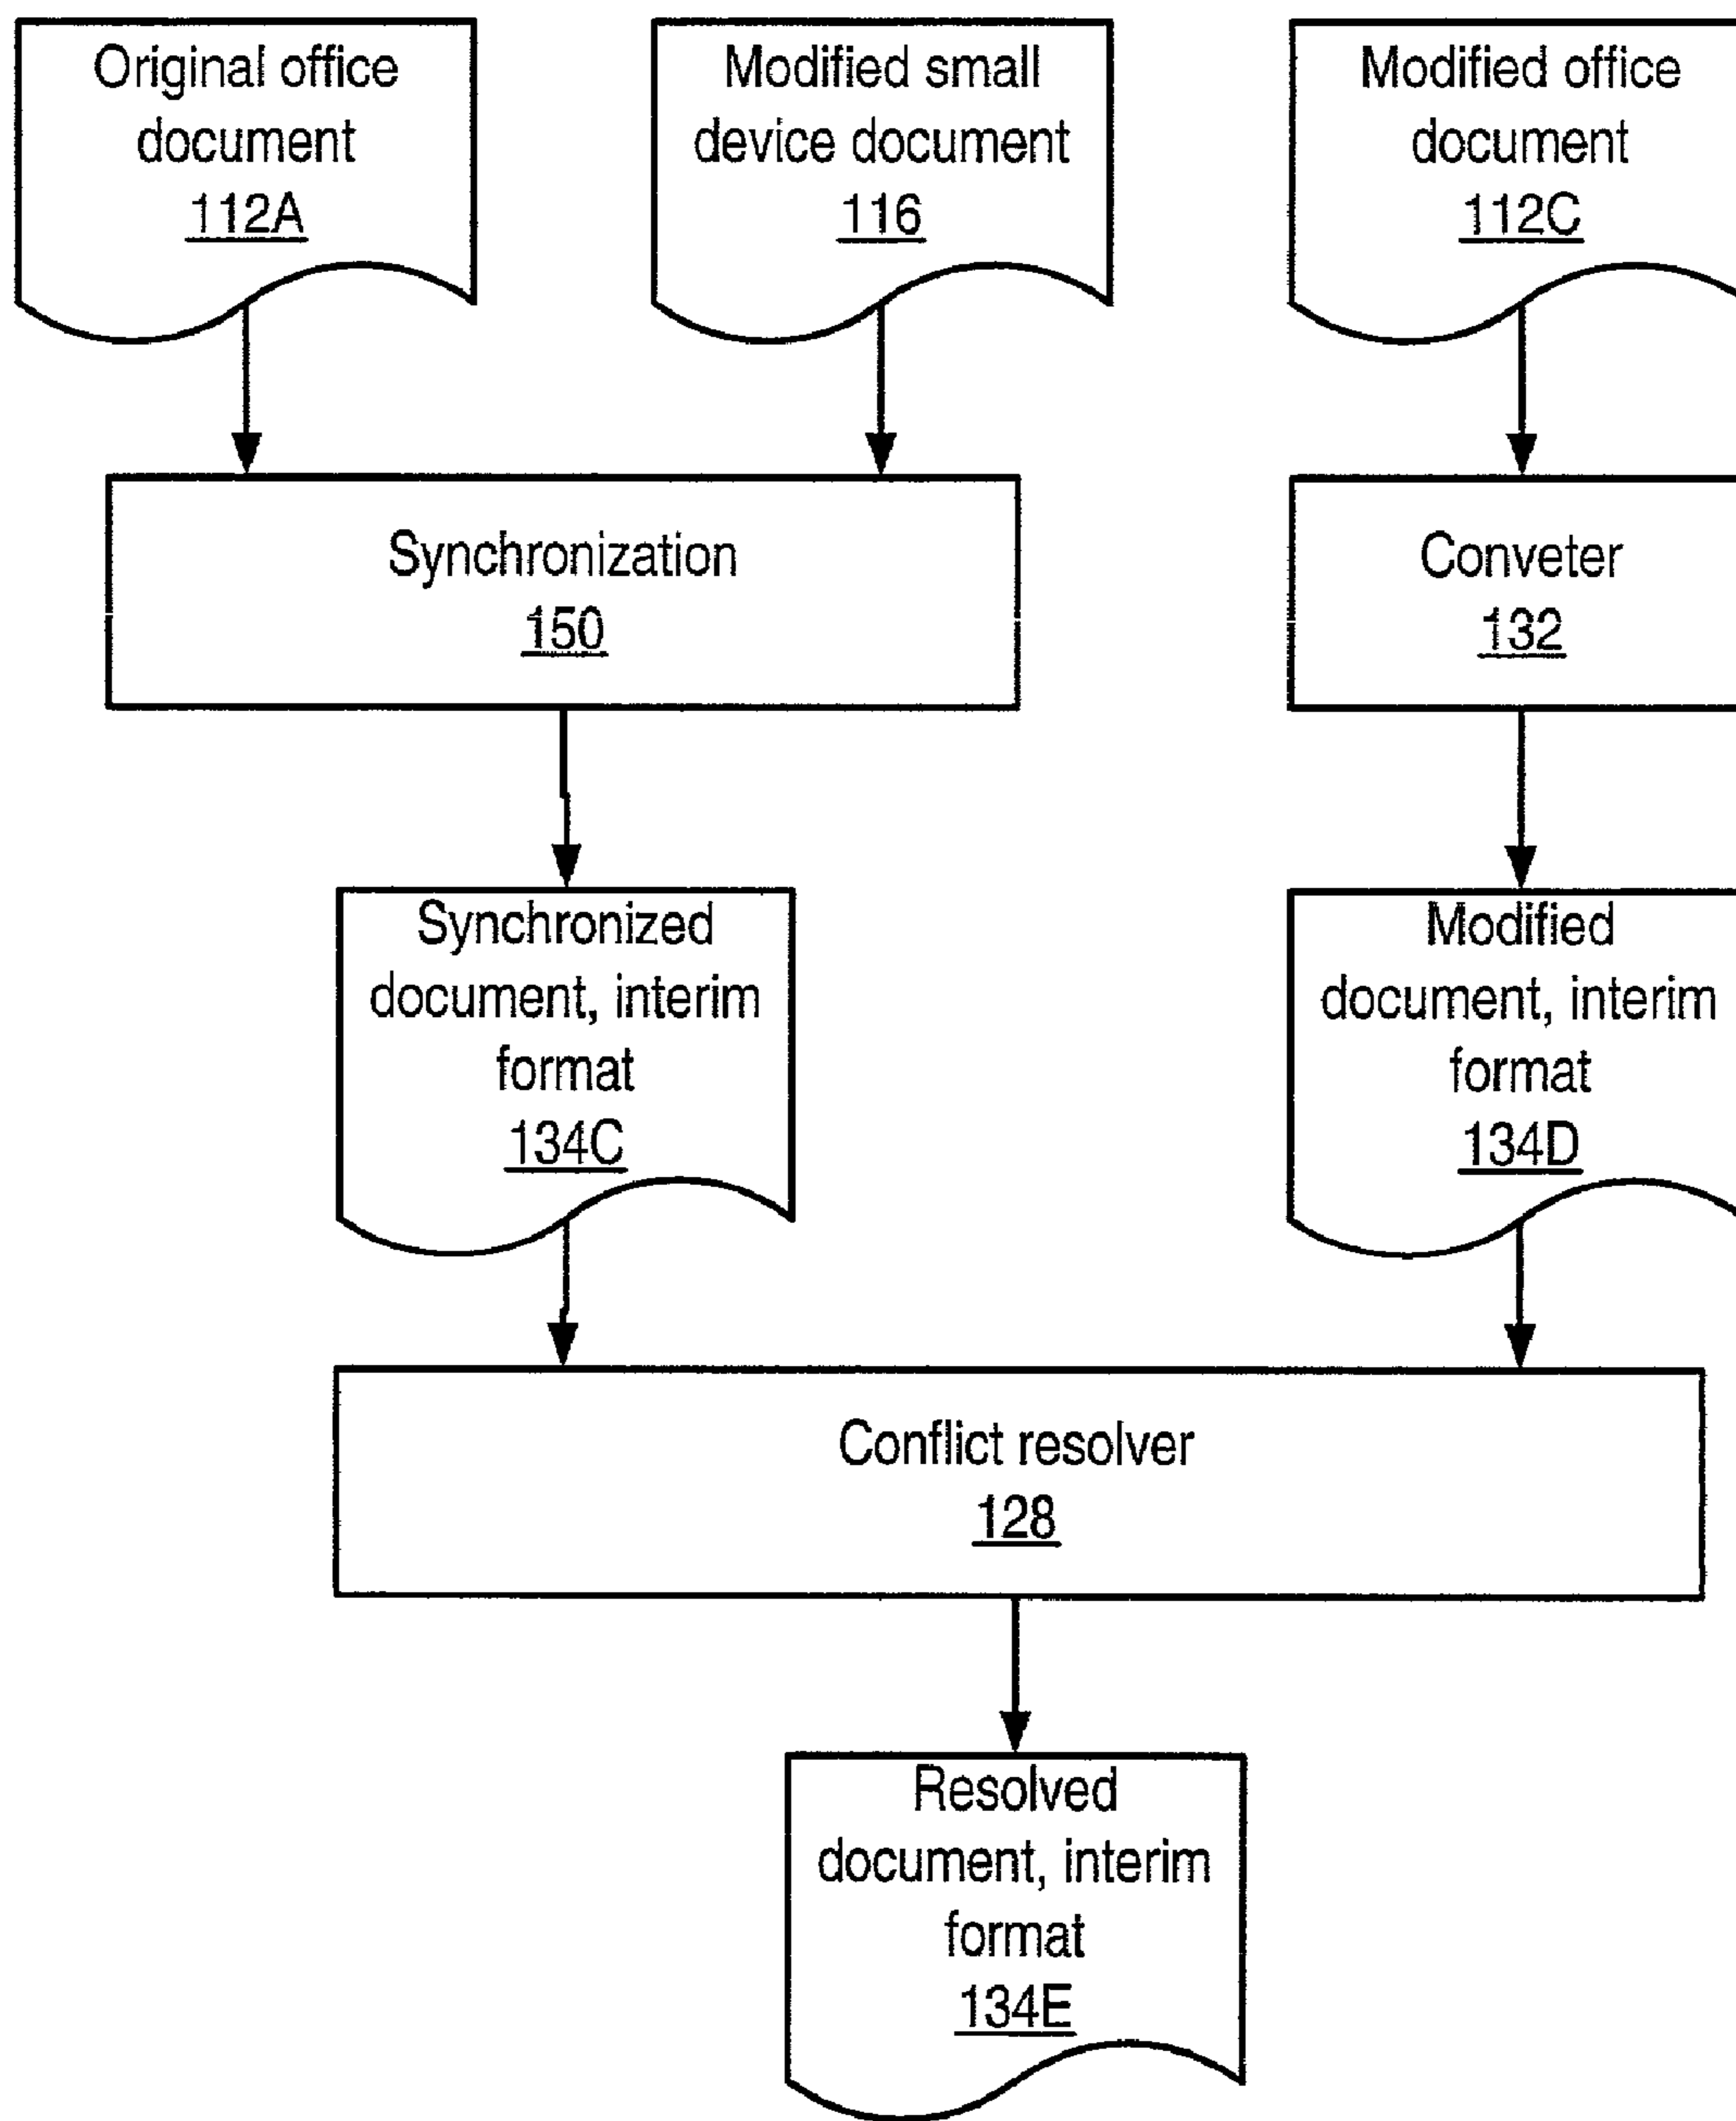 Original office
document
112A
Modified small
device document
116
Modified office
document
112C
Synchronization
150
Conveter
132
Synchronized
document, interim
format
134C
Modified
document, interim
format
134D
Conflict resolver
128
Resolved
document, interim
format
134E